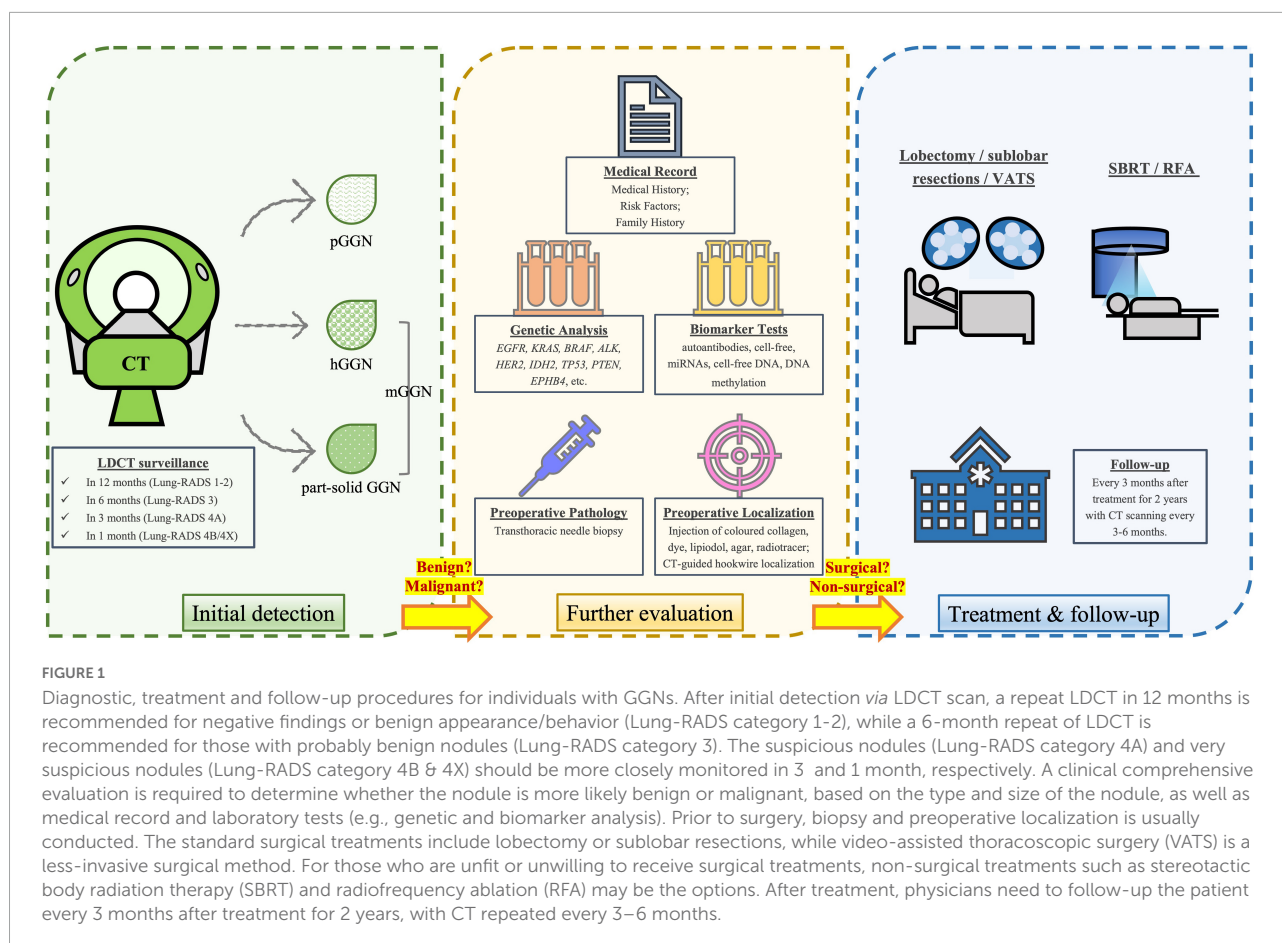 pGGN
CT
hGGN
mGGN
part-solid GGN
LDCT surveillance
✓ In 12 months (Lung-RADS 1-2)
✓ In 6 months (Lung-RADS 3)
✓ In 3 months (Lung-RADS 4A)
✓ In 1 month (Lung-RADS 4B/4X)
Initial detection
Benign?
Malignant?
Medical Record
Medical History;
Risk Factors;
Family History
Genetic Analysis
EGFR, KRAS, BRAF, ALK,
HER2, IDH2, TP53, PTEN,
EPHB4, etc.
Biomarker Tests
autoantibodies, cell-free,
miRNAs, cell-free DNA, DNA
methylation
Preoperative Pathology
Transthoracic needle biopsy
Preoperative Localization
Injection of coloured collagen,
dye, lipiodol, agar, radiotracer;
CT-guided hookwire localization
Further evaluation
Surgical?
Non-surgical?
Lobectomy / sublobar
resections / VATS
SBRT / RFA
Follow-up
Every 3 months after
treatment for 2 years
with CT scanning every
3-6 months.
Treatment & follow-up
FIGURE 1
Diagnostic, treatment and follow-up procedures for individuals with GGNs. After initial detection via LDCT scan, a repeat LDCT in 12 months is
recommended for negative findings or benign appearance/behavior (Lung-RADS category 1-2), while a 6-month repeat of LDCT is
recommended for those with probably benign nodules (Lung-RADS category 3). The suspicious nodules (Lung-RADS category 4A) and very
suspicious nodules (Lung-RADS category 4B & 4X) should be more closely monitored in 3 and 1 month, respectively. A clinical comprehensive
evaluation is required to determine whether the nodule is more likely benign or malignant, based on the type and size of the nodule, as well as
medical record and laboratory tests (e.g., genetic and biomarker analysis). Prior to surgery, biopsy and preoperative localization is usually
conducted. The standard surgical treatments include lobectomy or sublobar resections, while video-assisted thoracoscopic surgery (VATS) is a
less-invasive surgical method. For those who are unfit or unwilling to receive surgical treatments, non-surgical treatments such as stereotactic
body radiation therapy (SBRT) and radiofrequency ablation (RFA) may be the options. After treatment, physicians need to follow-up the patient
every 3 months after treatment for 2 years, with CT repeated every 3–6 months.